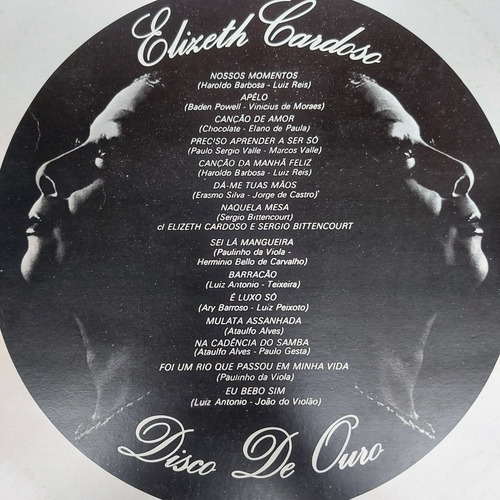 Elizeth Cardoso
NOSSOS MOMENTOS
(Haroldo Barbosa - Luiz Reis)
APÊLO
(Baden Powell - Vinicius de Moraes)
CANÇÃO DE AMOR
(Chocolate - Elano de Paula)
PRECISO APRENDER A SER SÓ
(Paulo Sergio Valle - Marcos Valle)
CANÇÃO DA MANHÃ FELIZ
(Haroldo Barbosa - Luiz Reis)
DÁ-ME TUAS MÃOS
(Erasmo Silva - Jorge de Castro)
NAQUELA MESA
(Sergio Bittencourt)
c/ ELIZETH CARDOSO E SERGIO BITTENCOURT
SEI LÁ MANGUEIRA
(Paulinho da Viola -
Herminio Bello de Carvalho)
BARRACÃO
(Luiz Antonio - Teixeira)
É LUXO SÓ
(Ary Barroso - Luiz Peixoto)
MULATA ASSANHADA
(Ataulfo Alves)
NA CADÊNCIA DO SAMBA
(Ataulfo Alves - Paulo Gesta)
FOI UM RIO QUE PASSOU EM MINHA VIDA
(Paulinho da Viola)
EU BEBO SIM
(Luiz Antonio - João do Violão)
Disco De Ouro